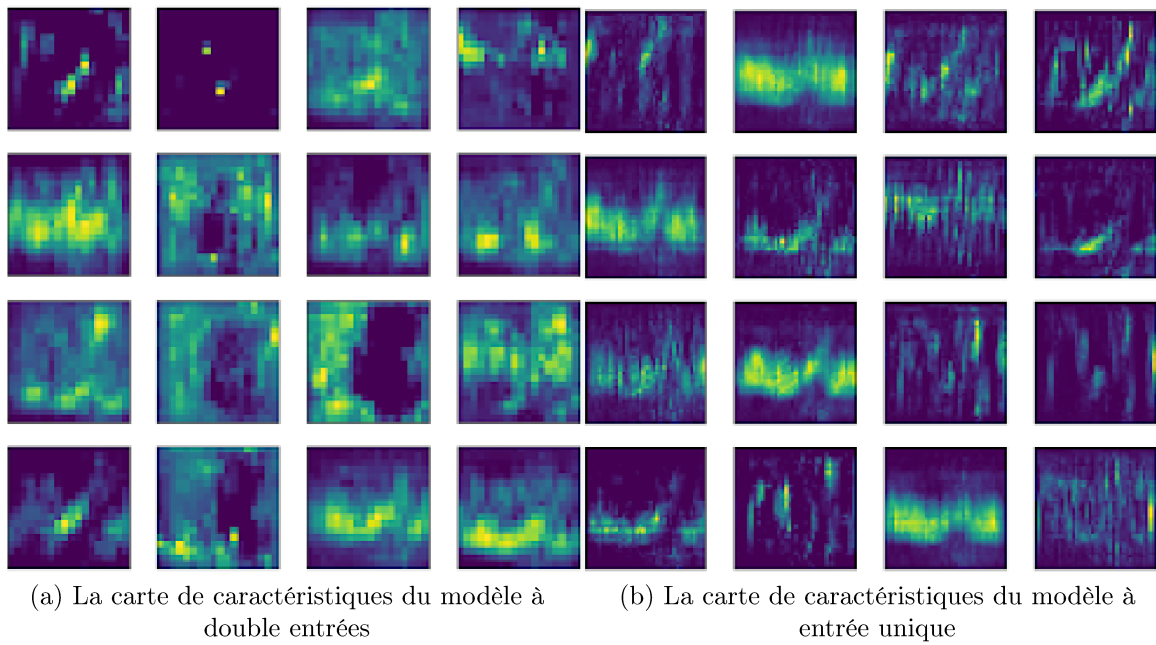 (a) La carte de caractéristiques du modèle à
double entrées
(b) La carte de caractéristiques du modèle à
entrée unique